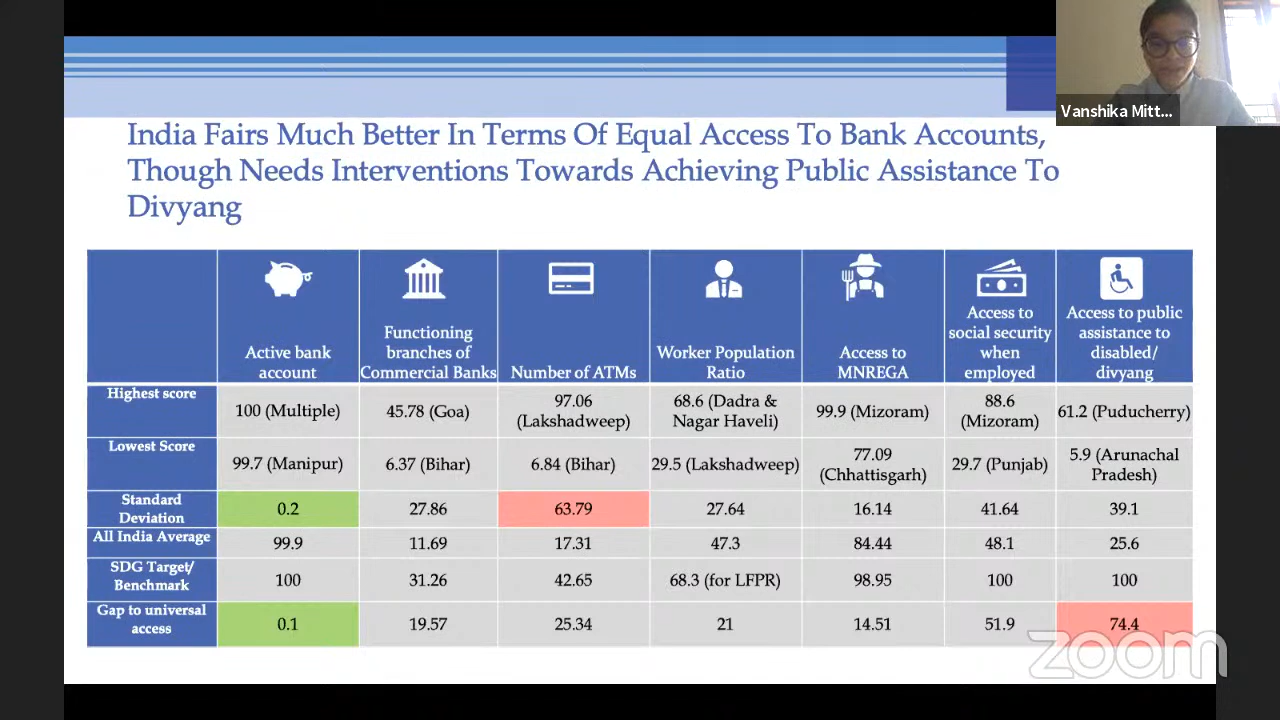 Vanshika Mitt...
India Fairs Much Better In Terms Of Equal Access To Bank Accounts,
Though Needs Interventions Towards Achieving Public Assistance To
Divyang
Active bank
account
Functioning
branches of
Commercial Banks
Number of ATMs
Worker Population
Ratio
Access to
MNREGA
Access to
social security
when
employed
Access to public
assistance to
disabled/
divyang
Highest score
100 (Multiple)
45.78 (Goa)
97.06
(Lakshadweep)
68.6 (Dadra &
Nagar Haveli)
99.9 (Mizoram)
88.6
(Mizoram)
61.2 (Puducherry)
Lowest Score
99.7 (Manipur)
6.37 (Bihar)
6.84 (Bihar)
29.5 (Lakshadweep)
77.09
(Chhattisgarh)
29.7 (Punjab)
5.9 (Arunachal
Pradesh)
Standard
Deviation
0.2
27.86
63.79
27.64
16.14
41.64
39.1
All India Average
99.9
11.69
17.31
47.3
84.44
48.1
25.6
SDG Target/
Benchmark
100
31.26
42.65
68.3 (for LFPR)
98.95
100
100
Gap to universal
access
0.1
19.57
25.34
21
14.51
51.9
74.4
zoom